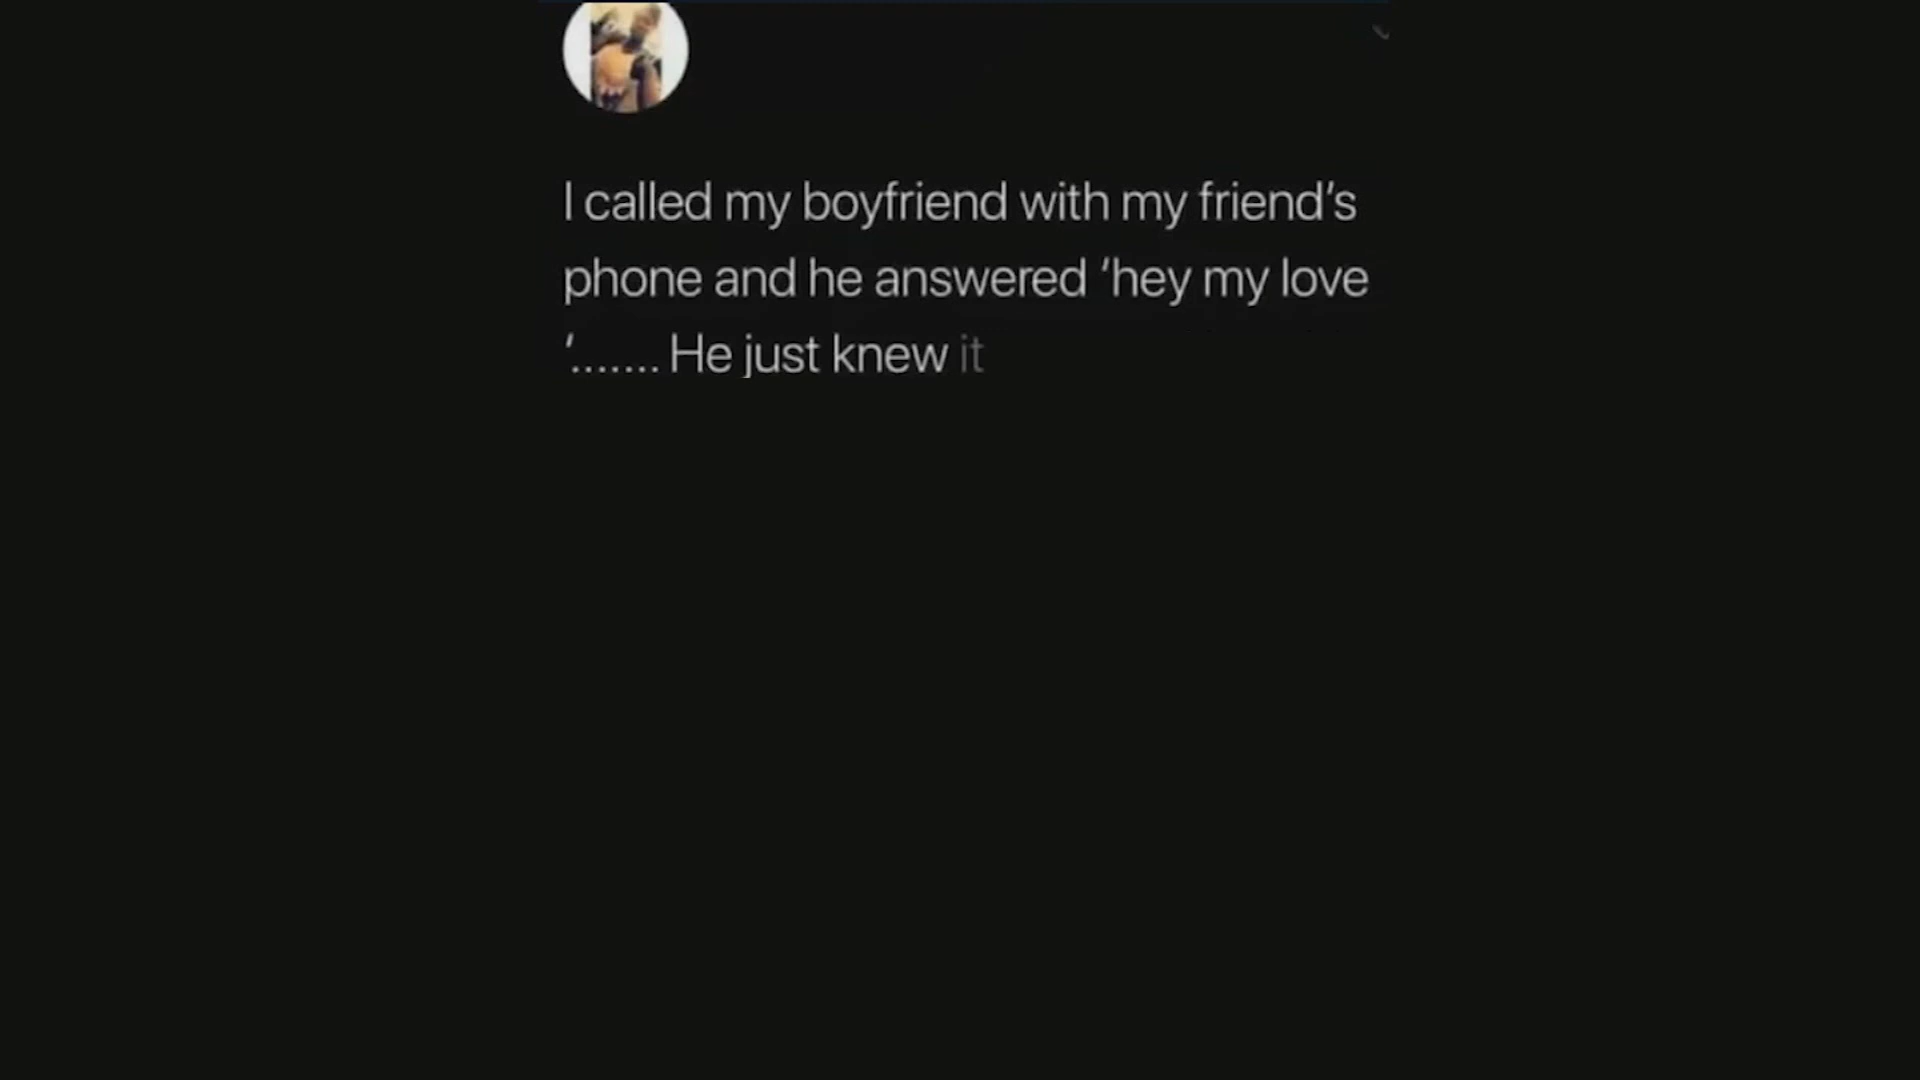 I called my boyfriend with my friend's
phone and he answered ‘hey my love
’....... He just knew it